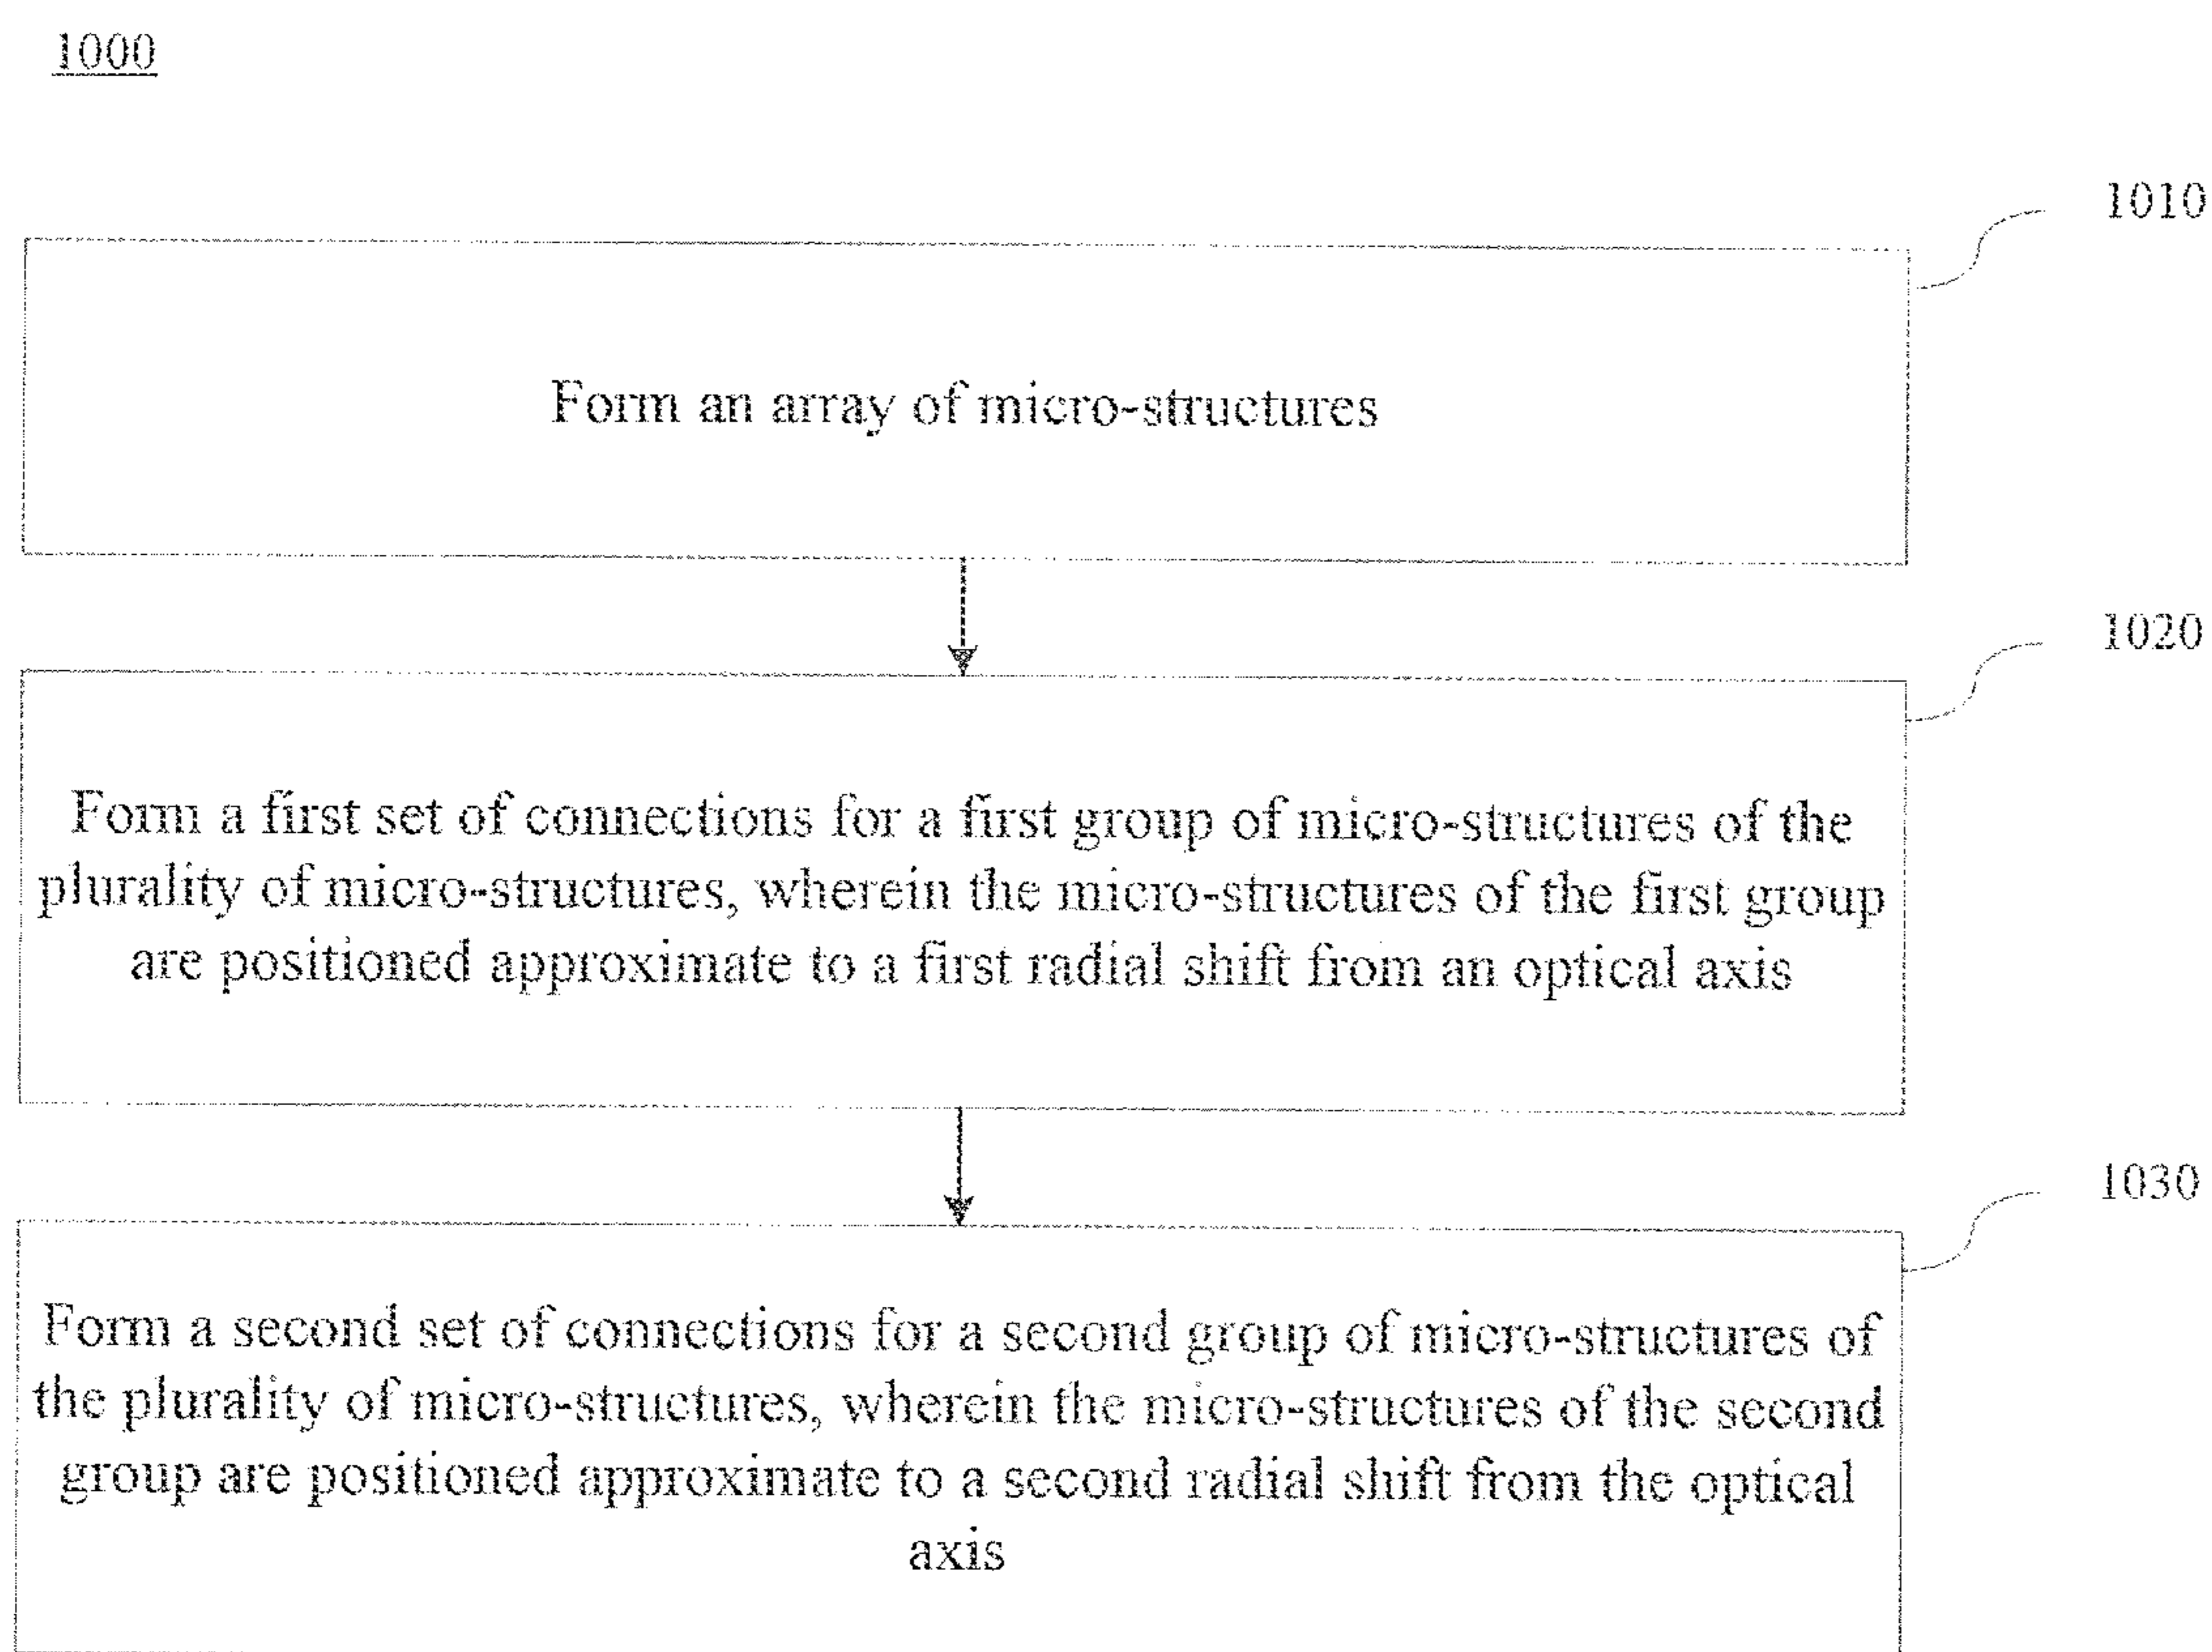 1000
1010
Form an array of micro-structures
1020
Form a first set of connections for a first group of micro-structures of the
plurality of micro-structures, wherein the micro-structures of the first group
are positioned approximate to a first radial shift from an optical axis
1030
Form a second set of connections for a second group of micro-structures of
the plurality of micro-structures, wherein the micro-structures of the second
group are positioned approximate to a second radial shift from the optical
axis